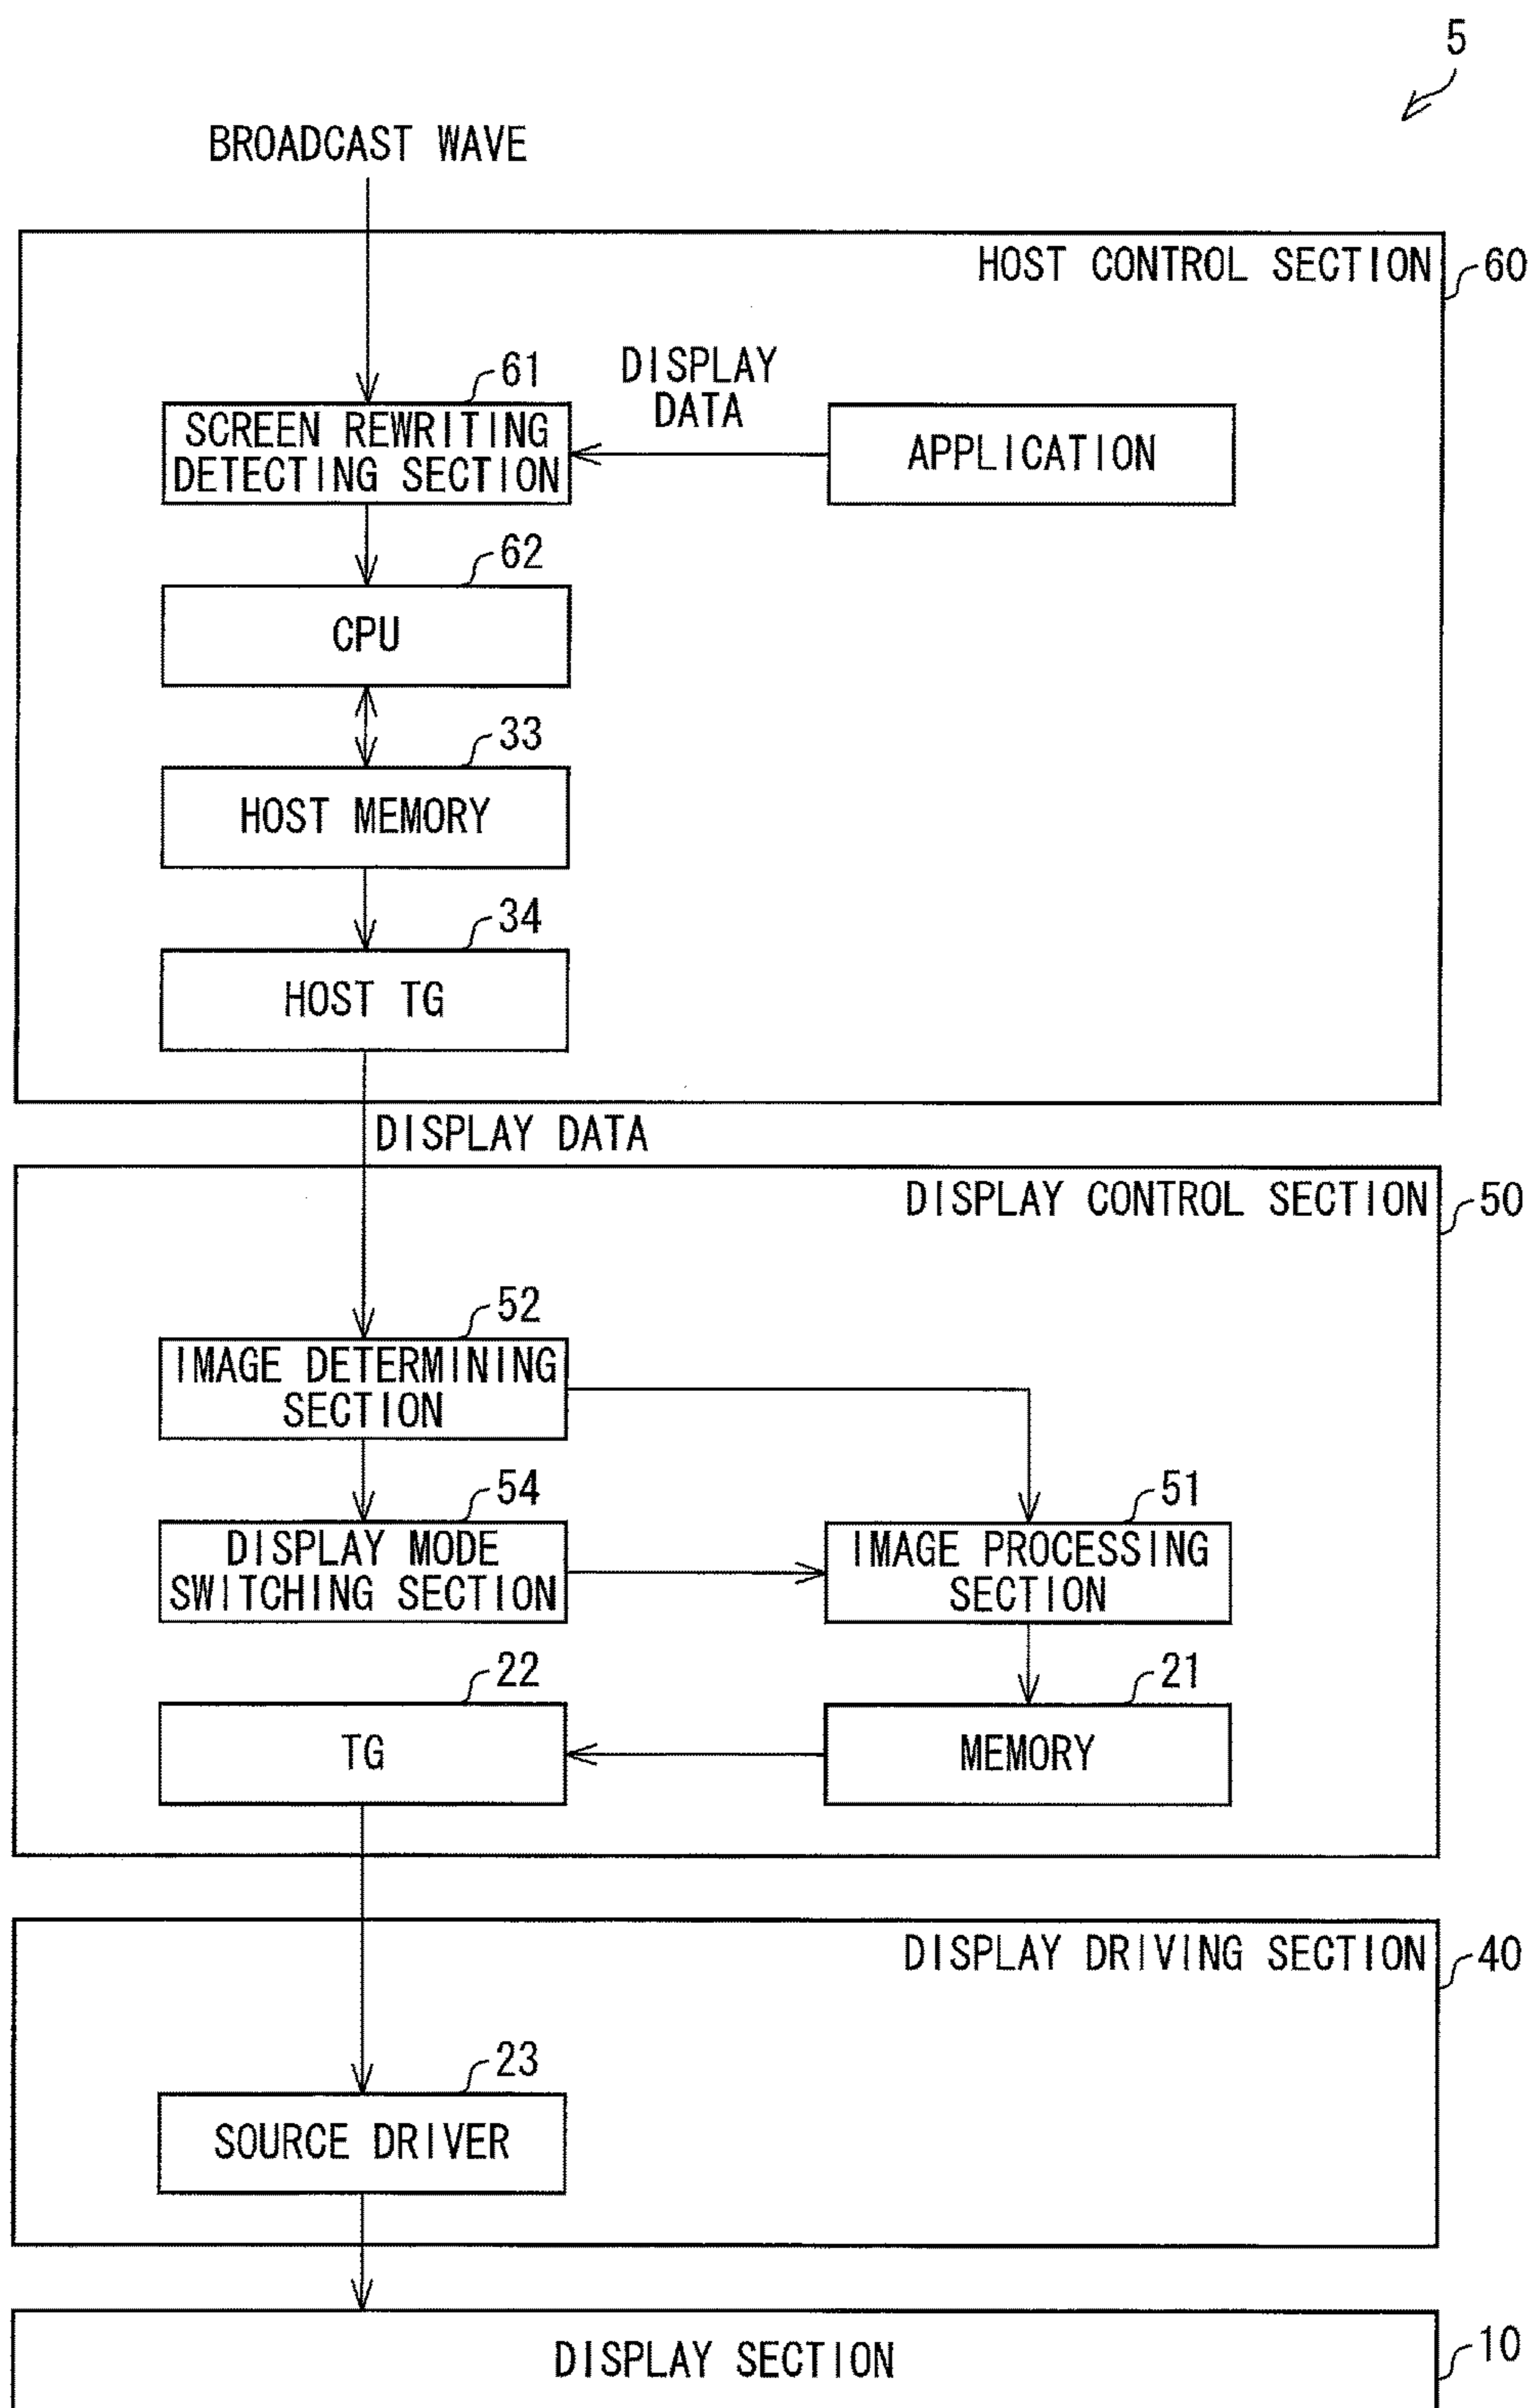 5
BROADCAST WAVE
HOST CONTROL SECTION
60
61
DISPLAY
DATA
SCREEN REWRITING
DETECTING SECTION
APPLICATION
62
CPU
33
HOST MEMORY
34
HOST TG
DISPLAY DATA
DISPLAY CONTROL SECTION
50
52
IMAGE DETERMINING
SECTION
54
51
DISPLAY MODE
SWITCHING SECTION
IMAGE PROCESSING
SECTION
22
21
TG
MEMORY
DISPLAY DRIVING SECTION
40
23
SOURCE DRIVER
DISPLAY SECTION
10